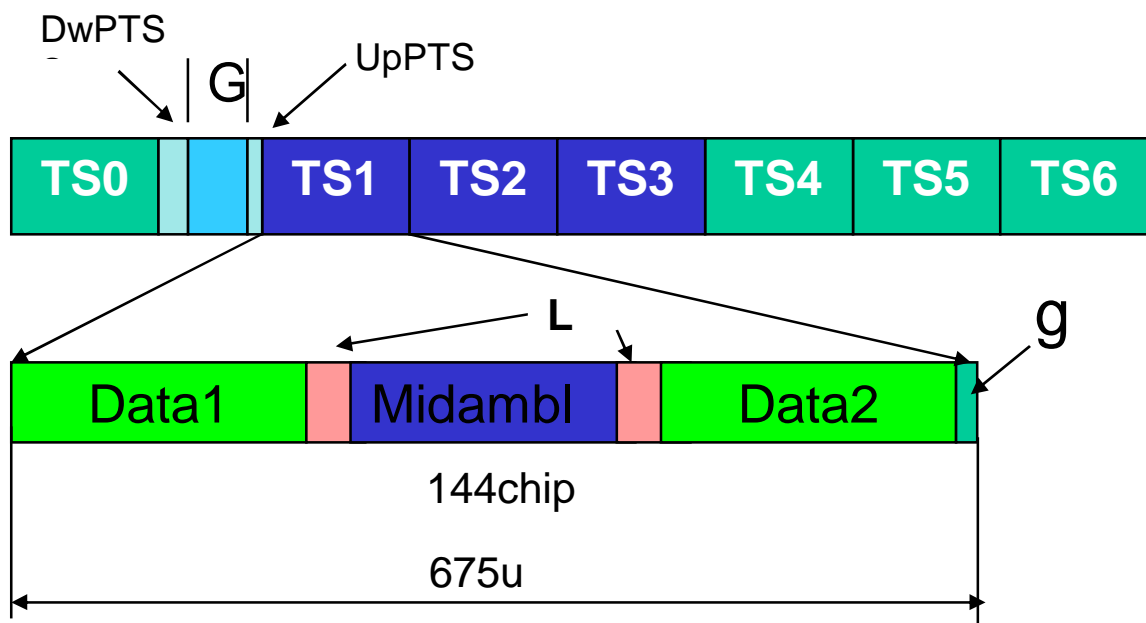 DwPTS
G
UpPTS
TS0 TS1 TS2 TS3 TS4 TS5 TS6
L
g
Data1 Midambl Data2
144chip
675u